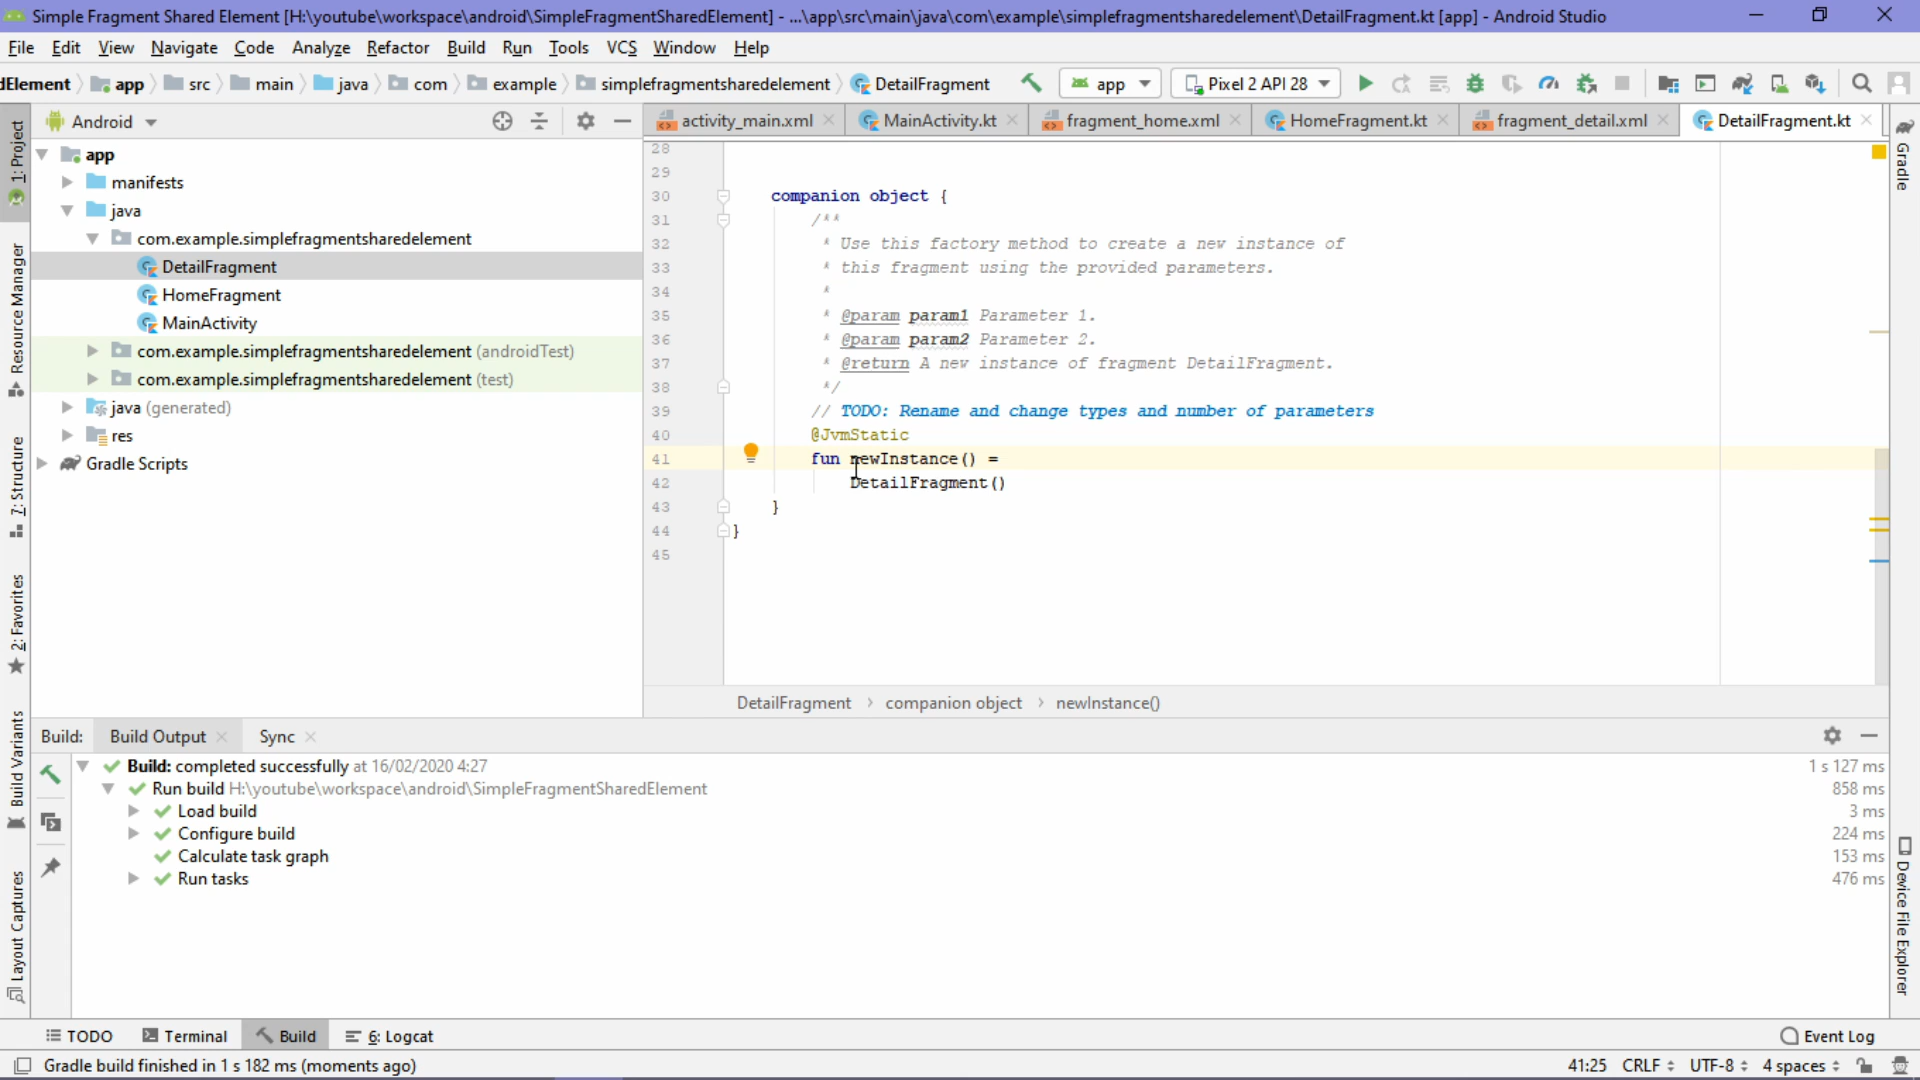 Simple Fragment Shared Element [H:\youtube\workspace\android\SimpleFragmentSharedElement] - ...\app\src\main\java\com\example\simplefragmentsharedelement\DetailFragment.kt [app] - Android Studio
File Edit View Navigate Code Analyze Refactor Build Run Tools VCS Window Help
dElement app src main java com example simplefragmentsharedelement DetailFragment app Pixel 2 API 28
Android
activity_main.xml MainActivity.kt fragment_home.xml HomeFragment.kt fragment_detail.xml DetailFragment.kt
1: Project
Resource Manager
7: Structure
2: Favorites
Build Variants
Layout Captures
app
manifests
java
com.example.simplefragmentsharedelement
DetailFragment
HomeFragment
MainActivity
com.example.simplefragmentsharedelement (androidTest)
com.example.simplefragmentsharedelement (test)
java (generated)
res
Gradle Scripts
28
29
30 companion object {
31 /**
32 * Use this factory method to create a new instance of
33 * this fragment using the provided parameters.
34 *
35 * @param param1 Parameter 1.
36 * @param param2 Parameter 2.
37 * @return A new instance of fragment DetailFragment.
38 */
39 // TODO: Rename and change types and number of parameters
40 @JvmStatic
41 fun newInstance() =
42 DetailFragment()
43 }
44 }
45
DetailFragment › companion object › newInstance()
Gradle
Device File Explorer
Build: Build Output Sync
Build: completed successfully at 16/02/2020 4:27 1 s 127 ms
Run build H:\youtube\workspace\android\SimpleFragmentSharedElement 858 ms
Load build 3 ms
Configure build 224 ms
Calculate task graph 153 ms
Run tasks 476 ms
TODO Terminal Build 6: Logcat Event Log
Gradle build finished in 1 s 182 ms (moments ago) 41:25 CRLF UTF-8 4 spaces